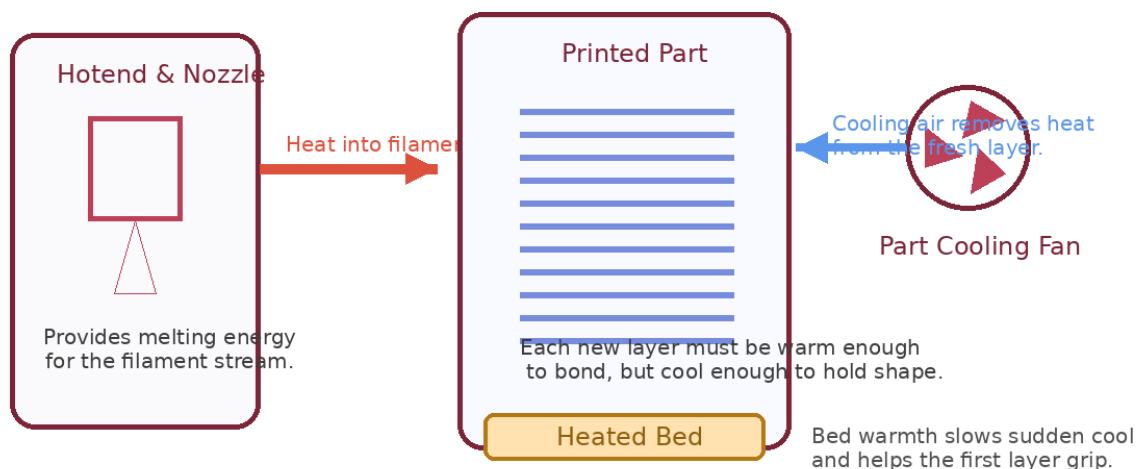 Hotend & Nozzle
Provides melting energy
for the filament stream.
Heat into filamen
Printed Part
Each new layer must be warm enough
to bond, but cool enough to hold shape.
Heated Bed
Cooling air removes heat
from the fresh layer.
Part Cooling Fan
Bed warmth slows sudden cool
and helps the first layer grip.